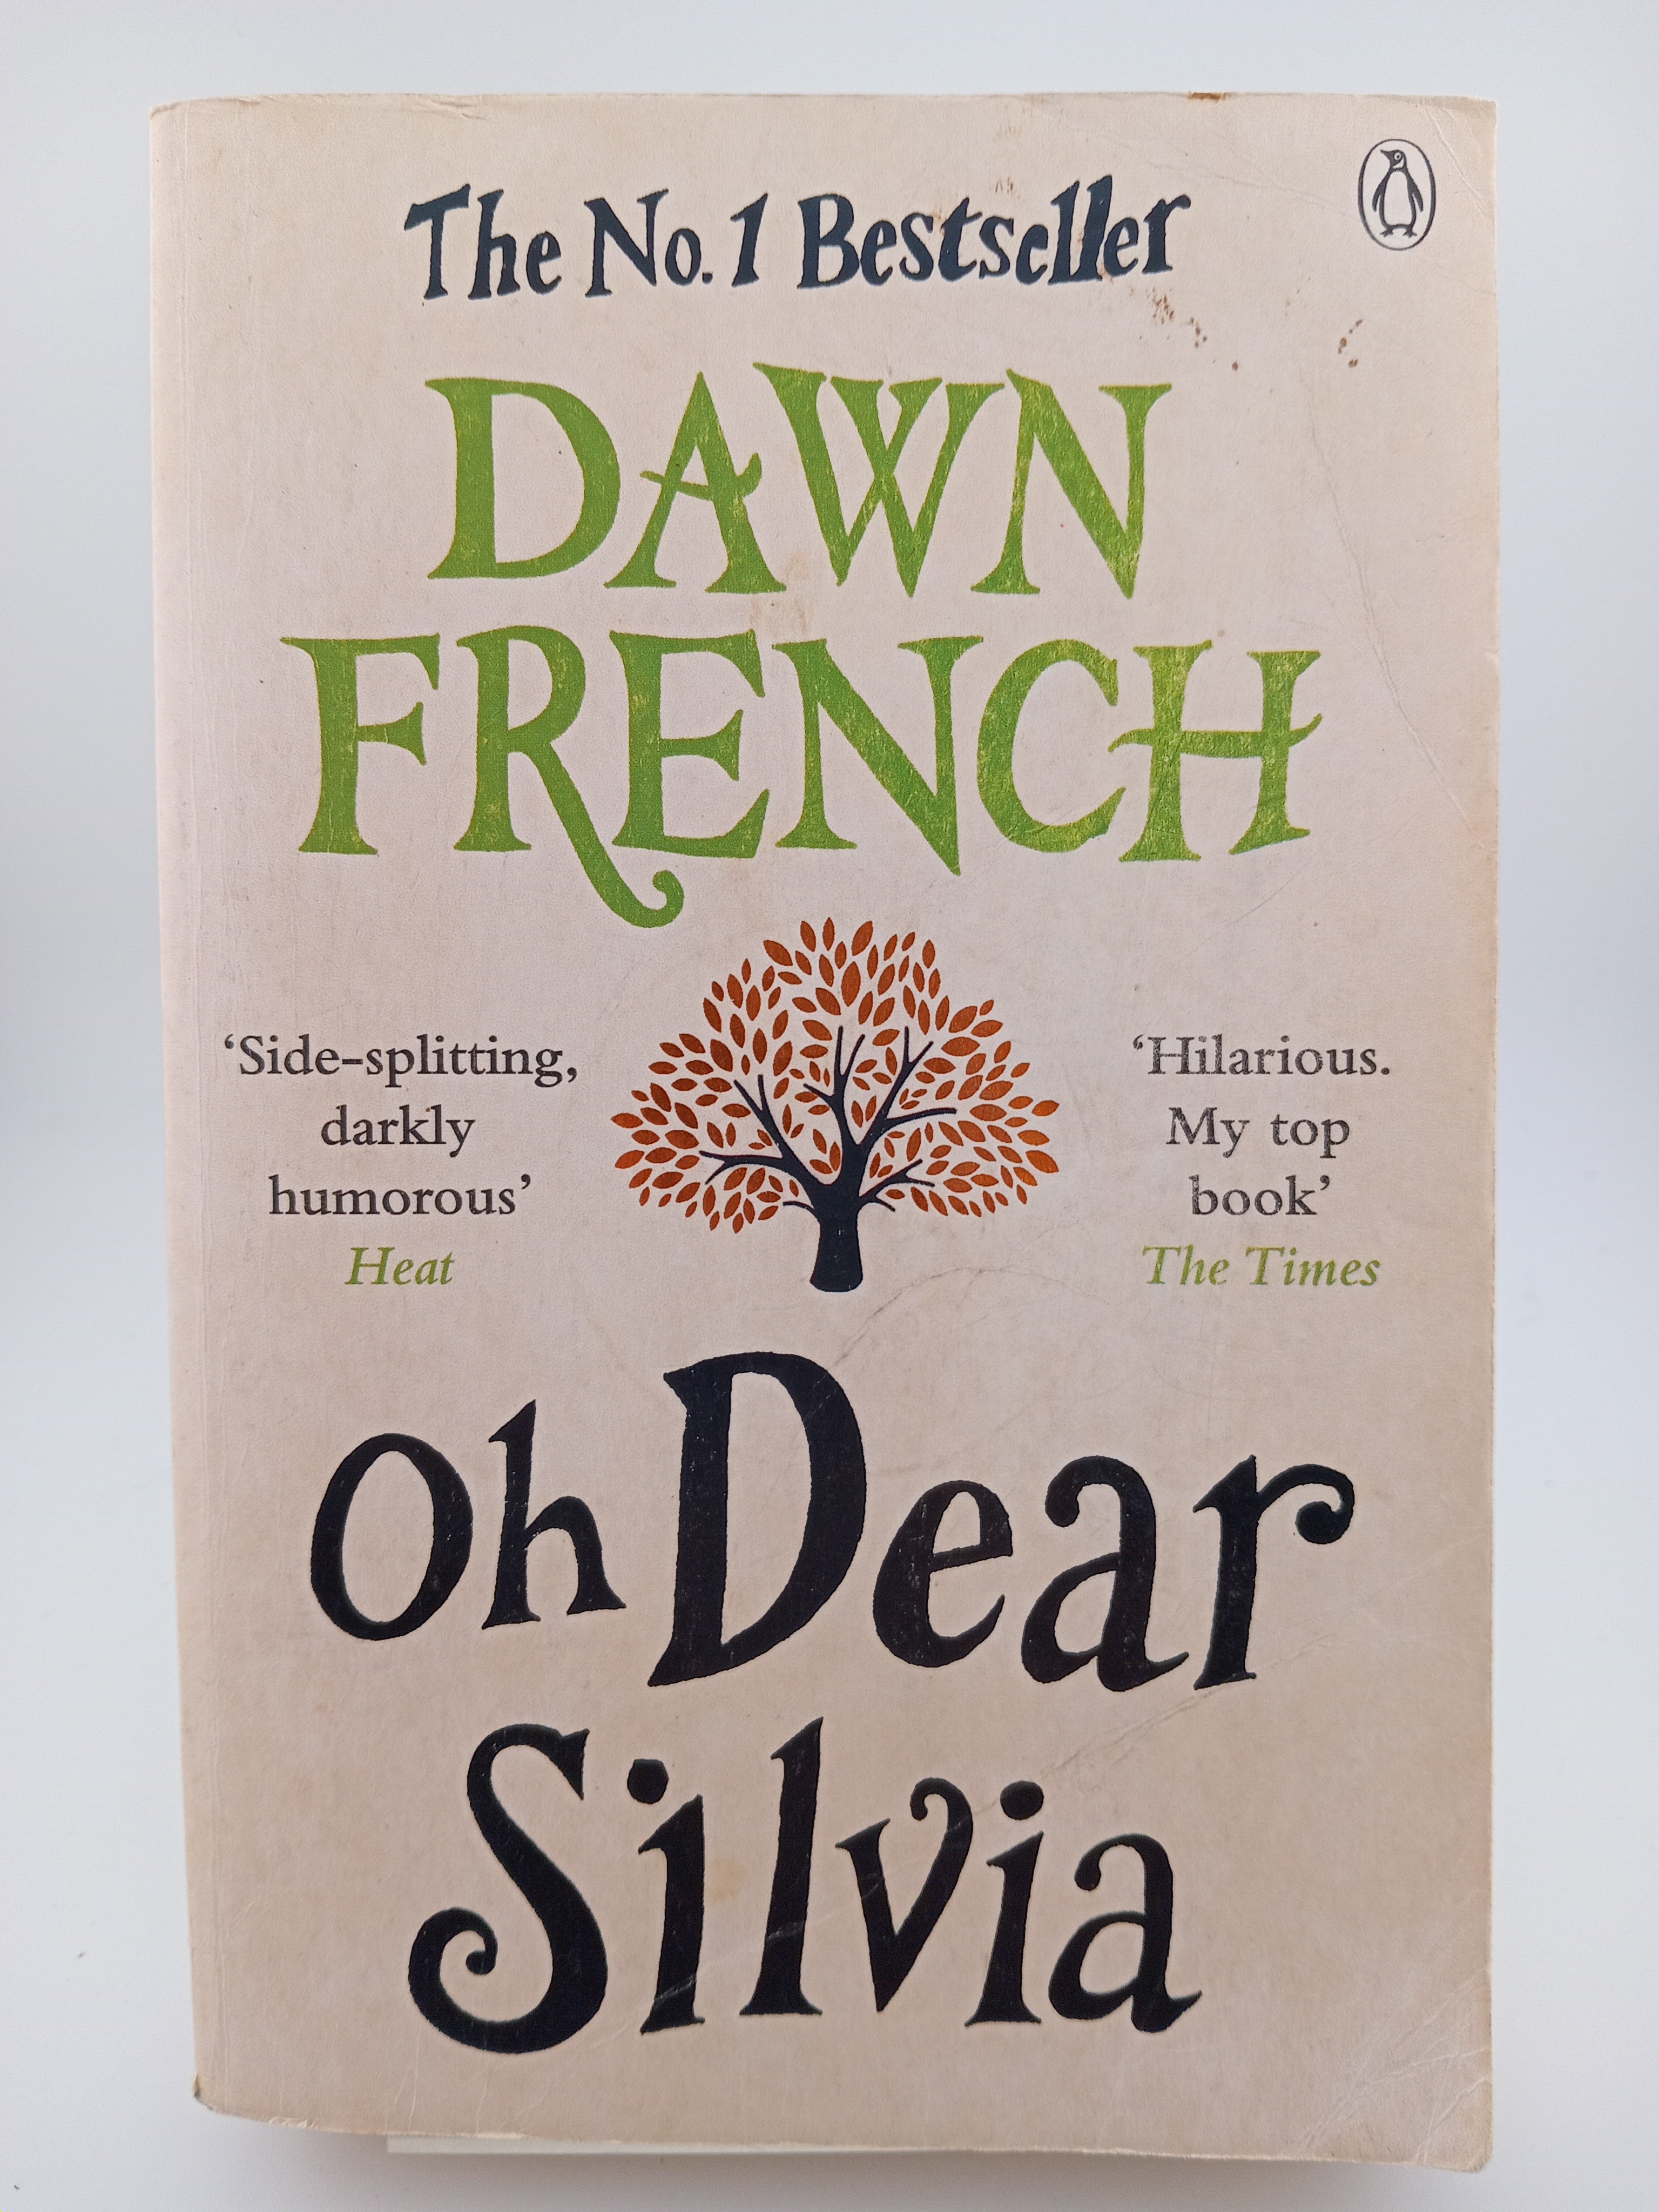 The No. 1 Bestseller
DAWN
FRENCH
‘Side-splitting,
darkly
humorous’
Heat
‘Hilarious.
My top
book’
The Times
Oh Dear
Silvia